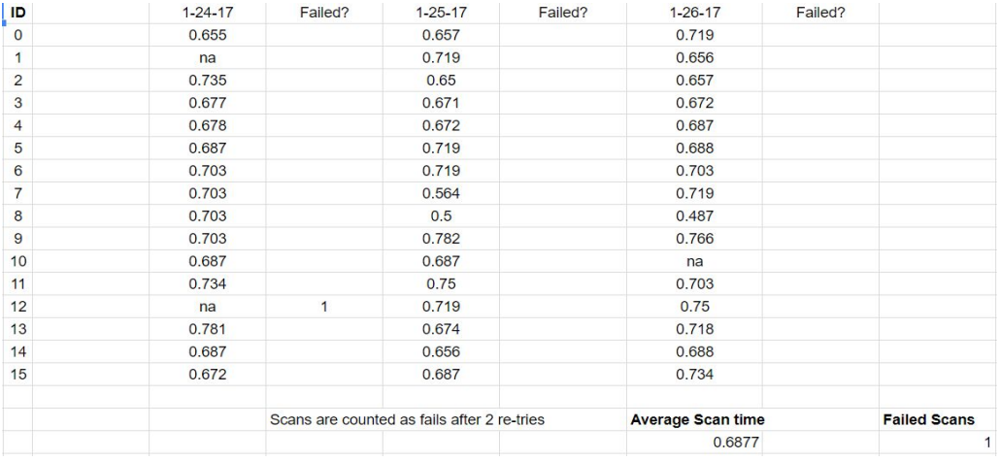 ID 1-24-17 Failed? 1-25-17 Failed? 1-26-17 Failed?
0 0.655 0.657 0.719
1 na 0.719 0.656
2 0.735 0.65 0.657
3 0.677 0.671 0.672
4 0.678 0.672 0.687
5 0.687 0.719 0.688
6 0.703 0.719 0.703
7 0.703 0.564 0.719
8 0.703 0.5 0.487
9 0.703 0.782 0.766
10 0.687 0.687 na
11 0.734 0.75 0.703
12 na 1 0.719 0.75
13 0.781 0.674 0.718
14 0.687 0.656 0.688
15 0.672 0.687 0.734
Scans are counted as fails after 2 re-tries Average Scan time Failed Scans
0.6877 1